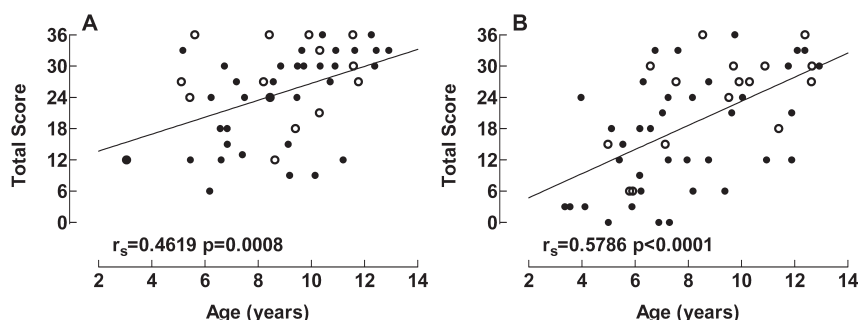 A
Total Score
36
30
24
18
12
6
0
rs=0.4619 p=0.0008
2 4 6 8 10 12 14
Age (years)
B
Total Score
36
30
24
18
12
6
0
rs=0.5786 p<0.0001
2 4 6 8 10 12 14
Age (years)